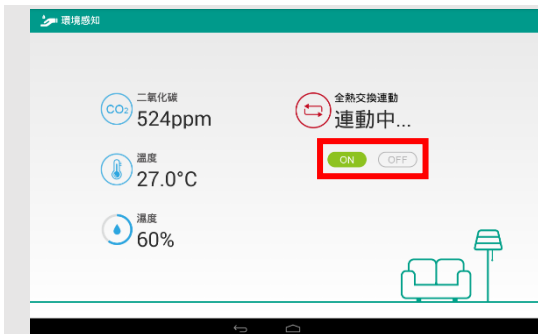 環境感知
CO2
二氧化碳
524ppm
全熱交換連動
連動中...
ON
OFF
溫度
27.0°C
濕度
60%